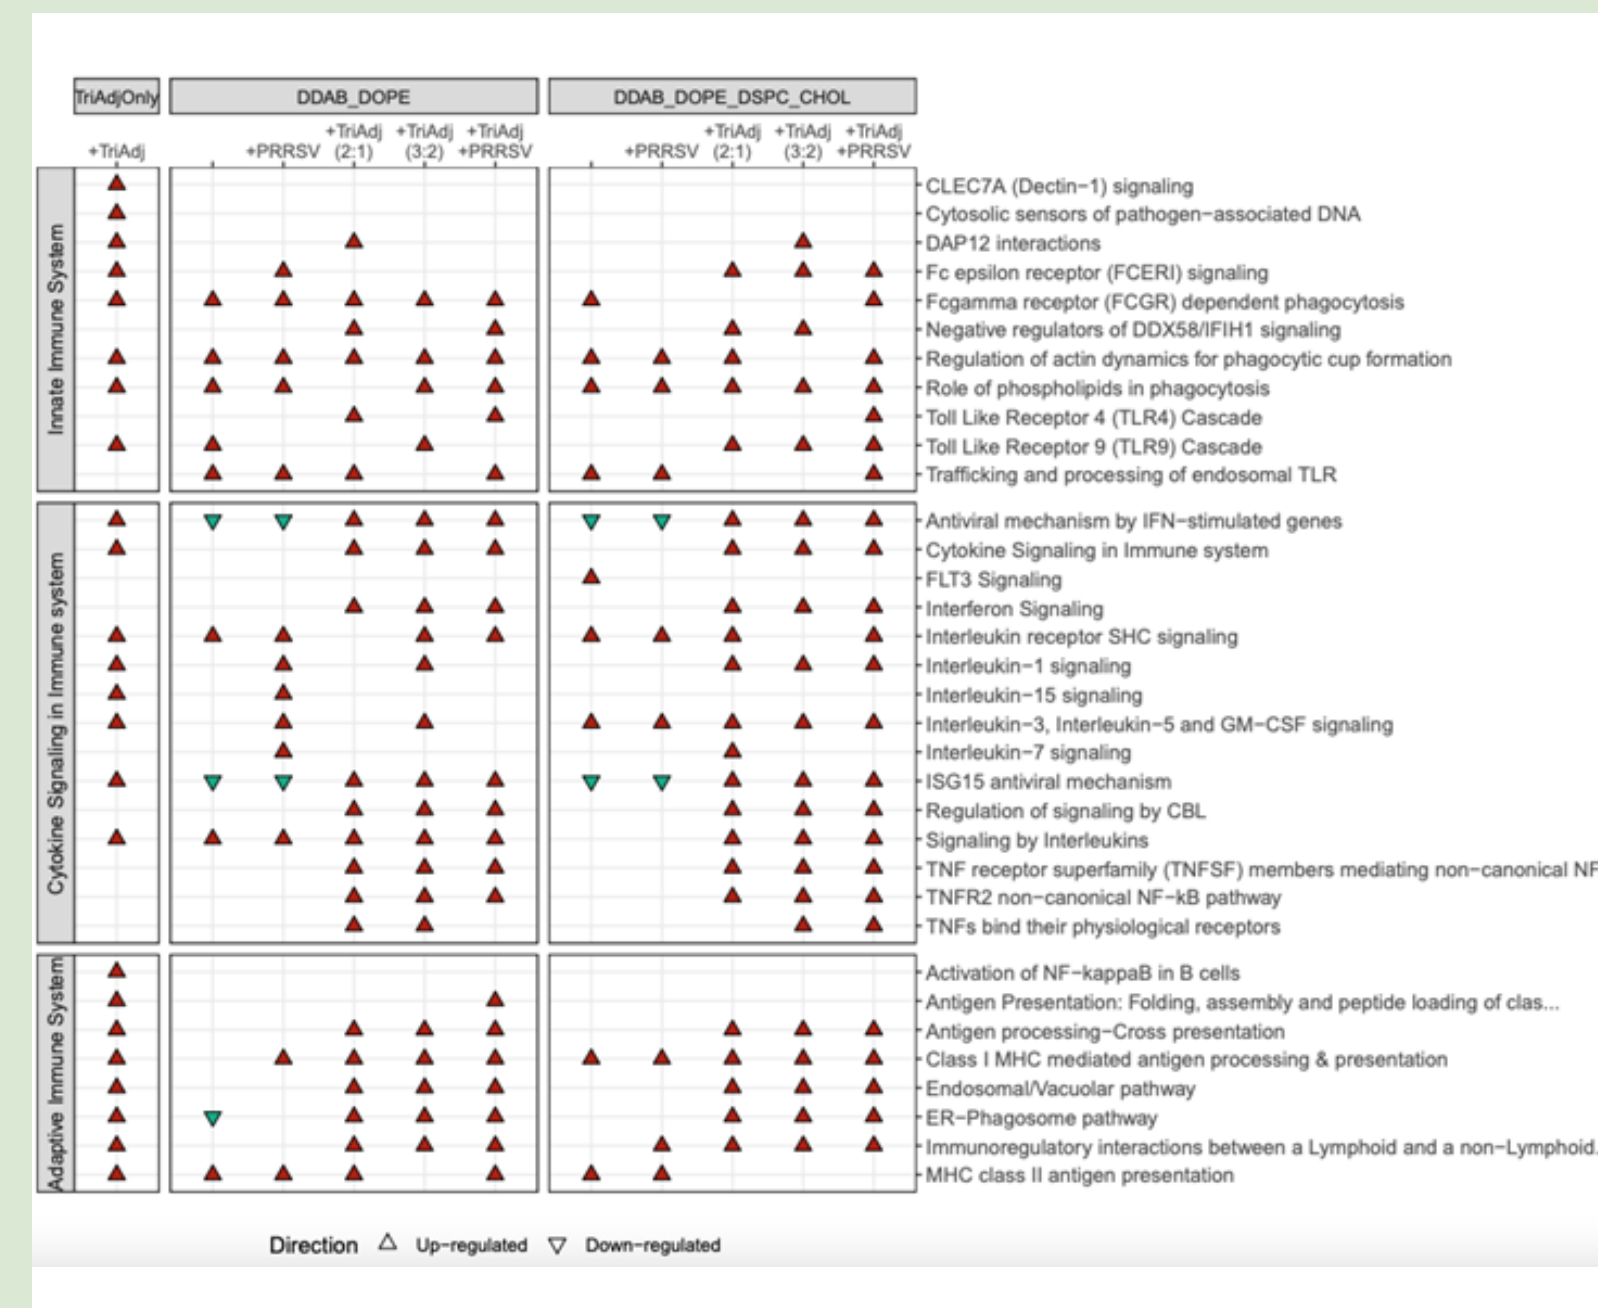 TriAdjOnly DDAB_DOPE DDAB_DOPE_DSPC_CHOL
+TriAdj +TriAdj +TriAdj +TriAdj +TriAdj +TriAdj
+TriAdj +PRRSV (2:1) (3:2) +PRRSV +PRRSV (2:1) (3:2) +PRRSV
Innate Immune System
CLEC7A (Dectin−1) signaling
Cytosolic sensors of pathogen−associated DNA
DAP12 interactions
Fc epsilon receptor (FCERI) signaling
Fcgamma receptor (FCGR) dependent phagocytosis
Negative regulators of DDX58/IFIH1 signaling
Regulation of actin dynamics for phagocytic cup formation
Role of phospholipids in phagocytosis
Toll Like Receptor 4 (TLR4) Cascade
Toll Like Receptor 9 (TLR9) Cascade
Trafficking and processing of endosomal TLR
Cytokine Signaling in Immune system
Antiviral mechanism by IFN−stimulated genes
Cytokine Signaling in Immune system
FLT3 Signaling
Interferon Signaling
Interleukin receptor SHC signaling
Interleukin−1 signaling
Interleukin−15 signaling
Interleukin−3, Interleukin−5 and GM−CSF signaling
Interleukin−7 signaling
ISG15 antiviral mechanism
Regulation of signaling by CBL
Signaling by Interleukins
TNF receptor superfamily (TNFSF) members mediating non−canonical NF
TNFR2 non−canonical NF−kB pathway
TNFs bind their physiological receptors
Adaptive Immune System
Activation of NF−kappaB in B cells
Antigen Presentation: Folding, assembly and peptide loading of clas...
Antigen processing−Cross presentation
Class I MHC mediated antigen processing & presentation
Endosomal/Vacuolar pathway
ER−Phagosome pathway
Immunoregulatory interactions between a Lymphoid and a non−Lymphoid.
MHC class II antigen presentation
Direction Up−regulated Down−regulated